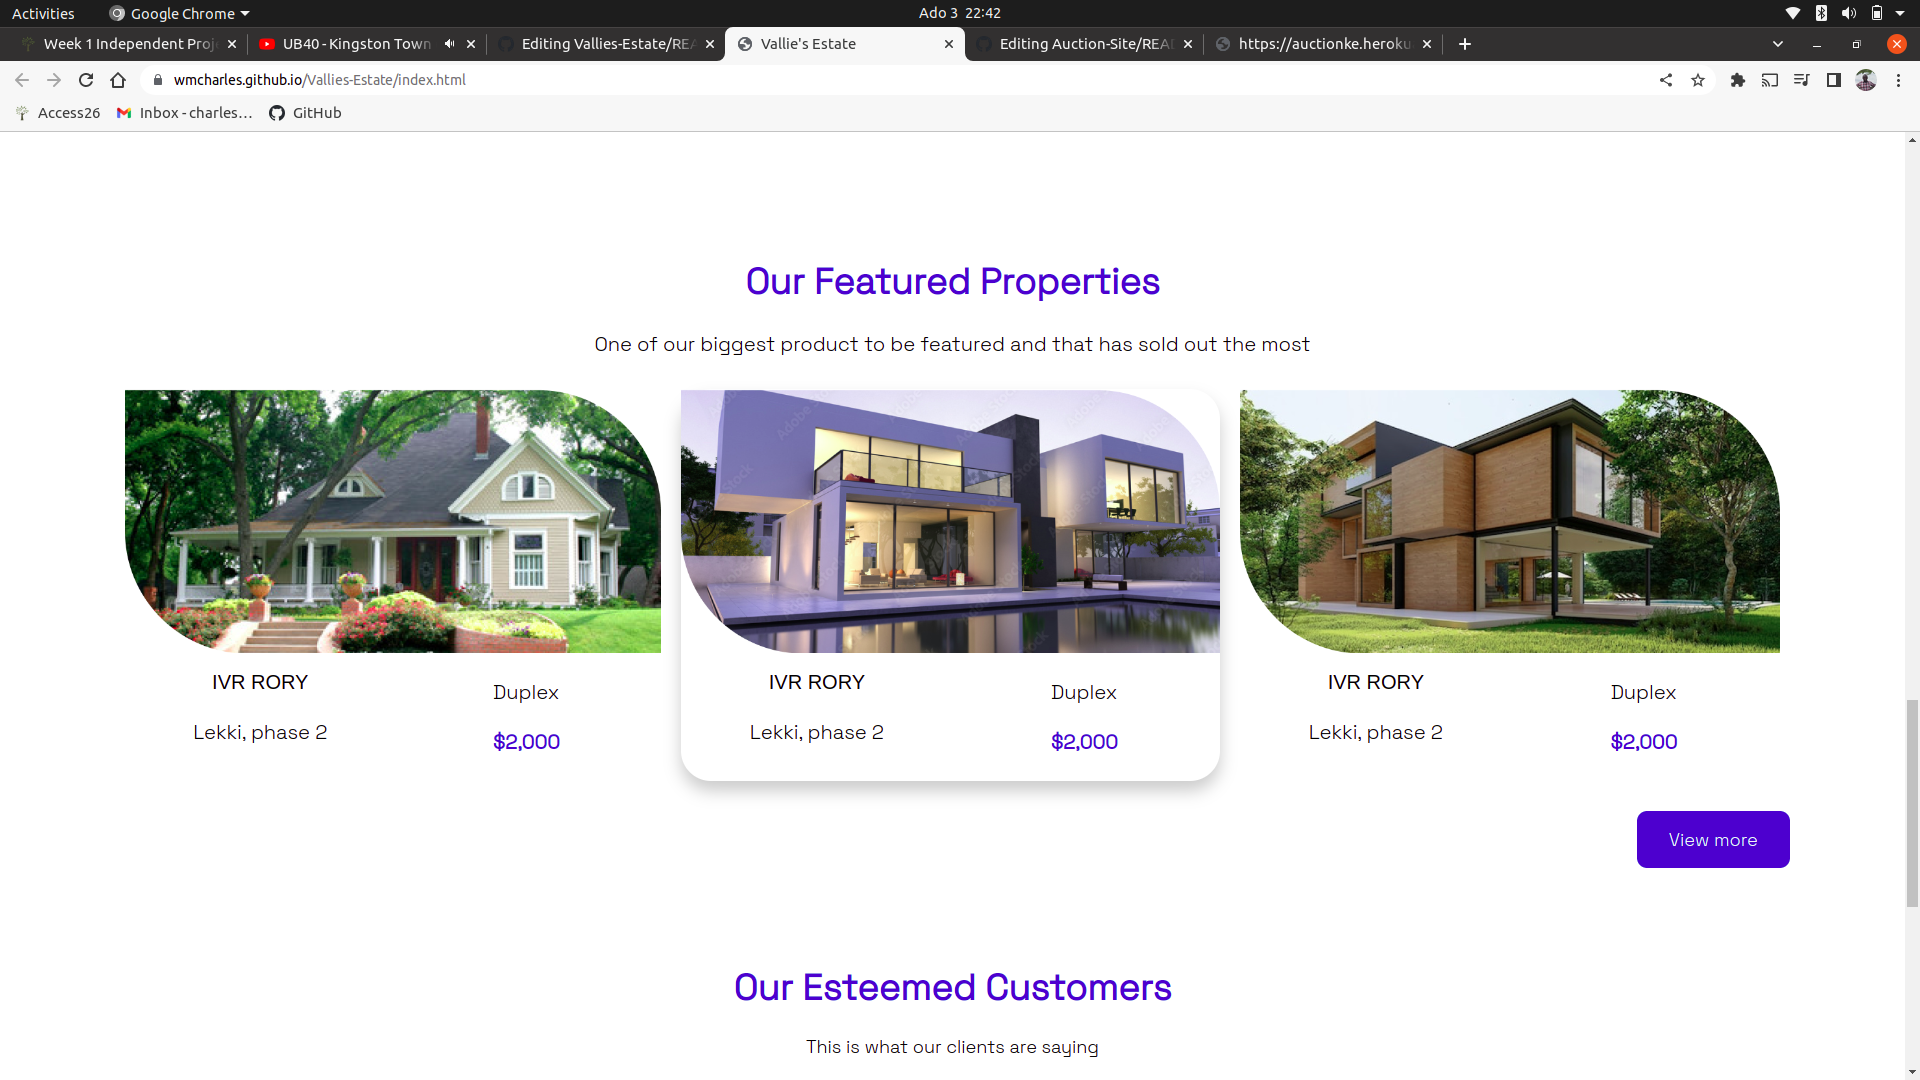 Activities
Google Chrome
Ado 3 22:42
Week 1 Independent Proj
UB40 - Kingston Town
Editing Vallies-Estate/REA
Vallie's Estate
Editing Auction-Site/READ
https://auctionke.heroku
wmcharles.github.io/Vallies-Estate/index.html
Access26
Inbox - charles...
GitHub
Our Featured Properties
One of our biggest product to be featured and that has sold out the most
IVR RORY
Duplex
Lekki, phase 2
$2,000
IVR RORY
Duplex
Lekki, phase 2
$2,000
IVR RORY
Duplex
Lekki, phase 2
$2,000
View more
Our Esteemed Customers
This is what our clients are saying